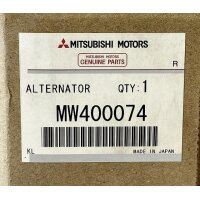 MITSUBISHI MOTORS
MITSUBISHI MOTORS
GENUINE PARTS
R
ALTERNATOR QTY:1
MW400074
KL MADE IN JAPAN